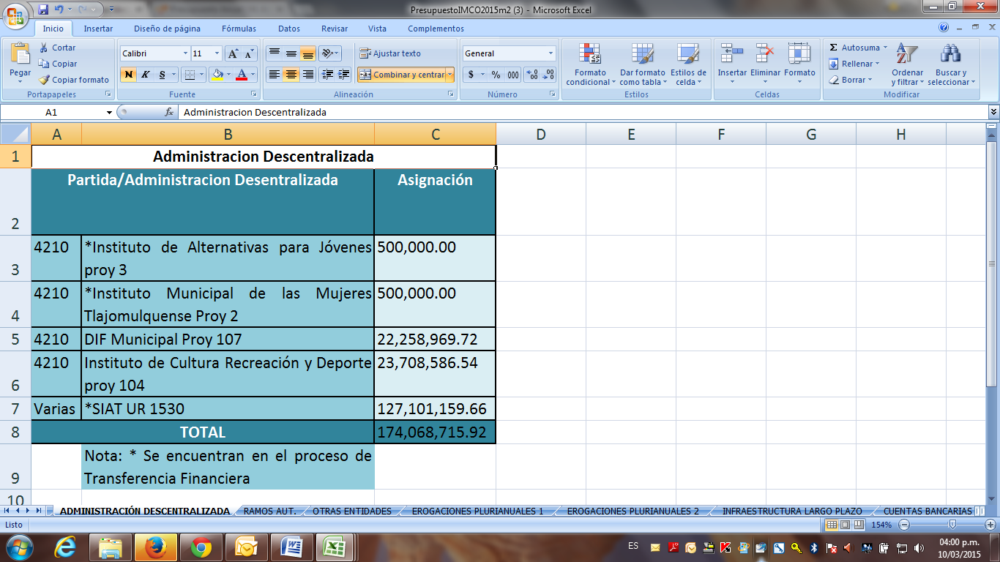 PresupuestoIMCO2015m2 (3) - Microsoft Excel
Inicio Insertar Diseño de página Fórmulas Datos Revisar Vista Complementos
Pegar
Cortar
Copiar
Copiar formato
Portapapeles
Calibri 11
N K S
Fuente
Ajustar texto
Combinar y centrar
Alineación
General
$ % 000
Número
Formato condicional
Dar formato como tabla
Estilos de celda
Estilos
Insertar Eliminar Formato
Celdas
Autosuma
Rellenar
Borrar
Ordenar y filtrar
Buscar y seleccionar
Modificar
A1 fx Administracion Descentralizada
A B C D E F G H
1 Administracion Descentralizada
2 Partida/Administracion Desentralizada Asignación
3 4210 *Instituto de Alternativas para Jóvenes proy 3 500,000.00
4 4210 *Instituto Municipal de las Mujeres Tlajomulquense Proy 2 500,000.00
5 4210 DIF Municipal Proy 107 22,258,969.72
6 4210 Instituto de Cultura Recreación y Deporte proy 104 23,708,586.54
7 Varias *SIAT UR 1530 127,101,159.66
8 TOTAL 174,068,715.92
9 Nota: * Se encuentran en el proceso de Transferencia Financiera
10
ADMINISTRACIÓN DESCENTRALIZADA RAMOS AUT. OTRAS ENTIDADES EROGACIONES PLURIANUALES 1 EROGACIONES PLURIANUALES 2 INFRAESTRUCTURA LARGO PLAZO CUENTAS BANCARIAS
Listo 154%
ES 04:00 p.m.
10/03/2015